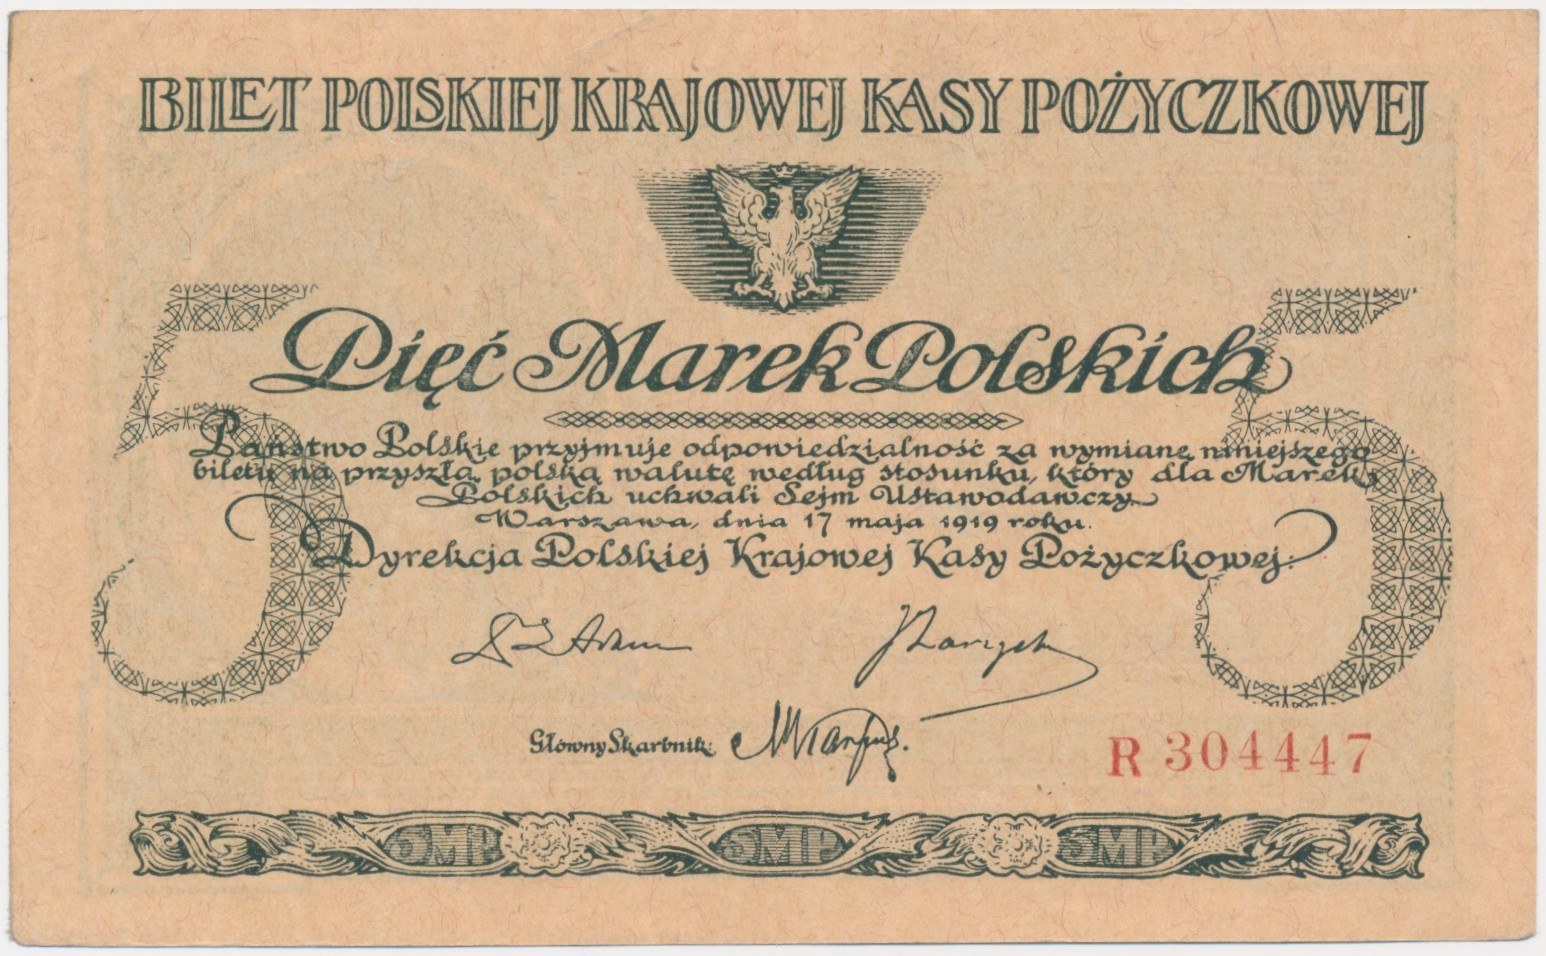 BILET POLSKIEJ KRAJOWEJ KASY POŻYCZKOWEJ
5
5
Pięć Marek Polskich
Państwo Polskie przyjmuje odpowiedzialność za wymianę niniejszego
biletu na przyszłą polską walutę według stosunku, który dla Marek
Polskich uchwali Sejm Ustawodawczy.
Warszawa, dnia 17 maja 1919 roku.
Dyrekcja Polskiej Krajowej Kasy Pożyczkowej:
Główny Skarbnik:
R 304447
5MP 5MP 5MP